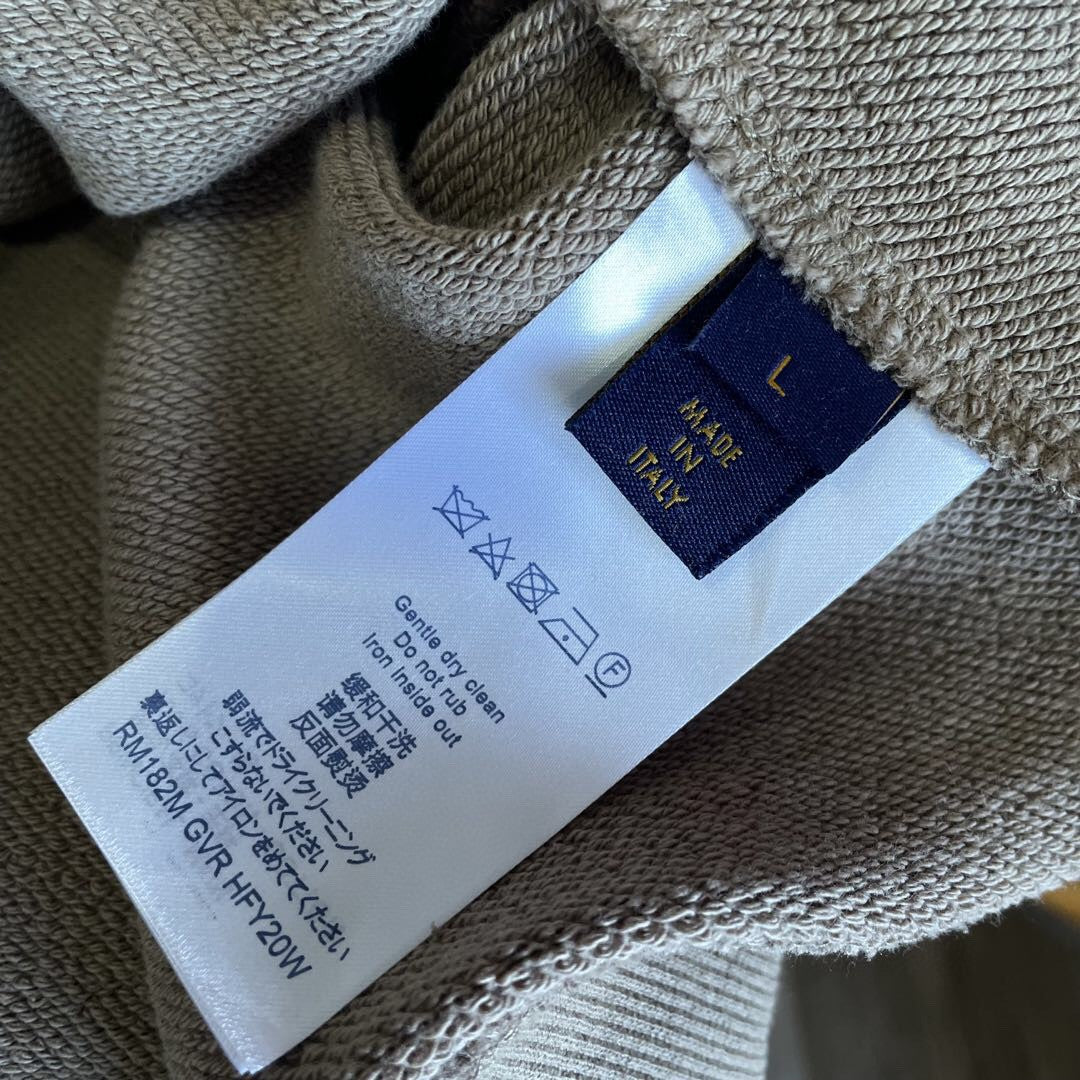 L
MADE
IN
ITALY
F
Gentle dry clean
Do not rub
Iron inside out
缓和干洗
请勿摩擦
反面熨烫
弱流でドライクリーニング
こすらないでください
裏返しにしてアイロンをめててください
RM182M GVR HFY20W